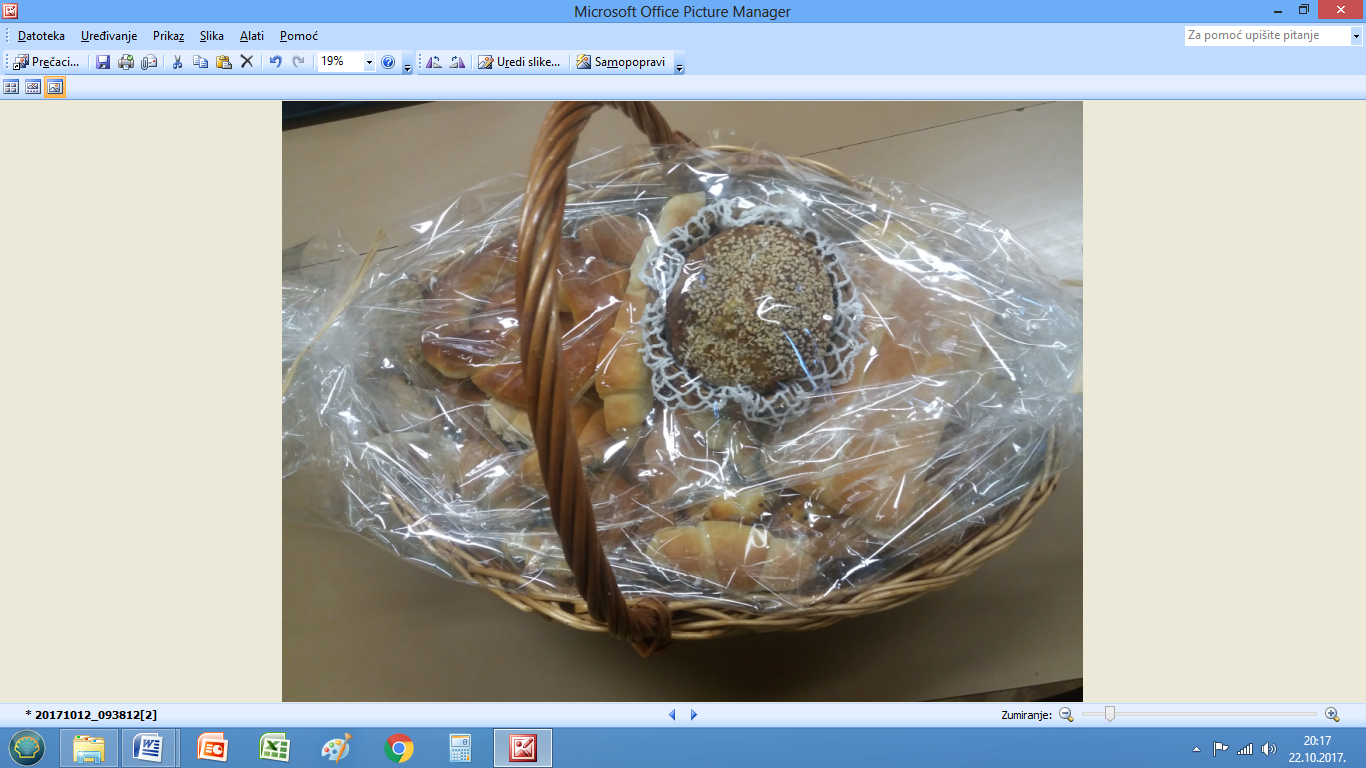 Microsoft Office Picture Manager
Datoteka Uređivanje Prikaz Slika Alati Pomoć
Za pomoć upišite pitanje
Prečaci... 19% Uredi slike... Samopopravi
* 20171012_093812[2]
Zumiranje:
20:17
22.10.2017.